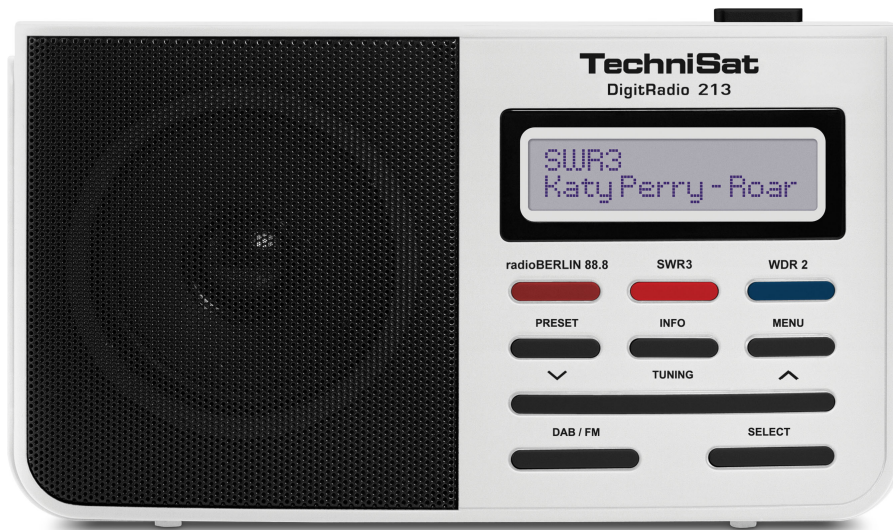 TechniSat
DigitRadio 213
SWR3
Katy Perry - Roar
radioBERLIN 88.8 SWR3 WDR 2
PRESET INFO MENU
TUNING
DAB / FM SELECT